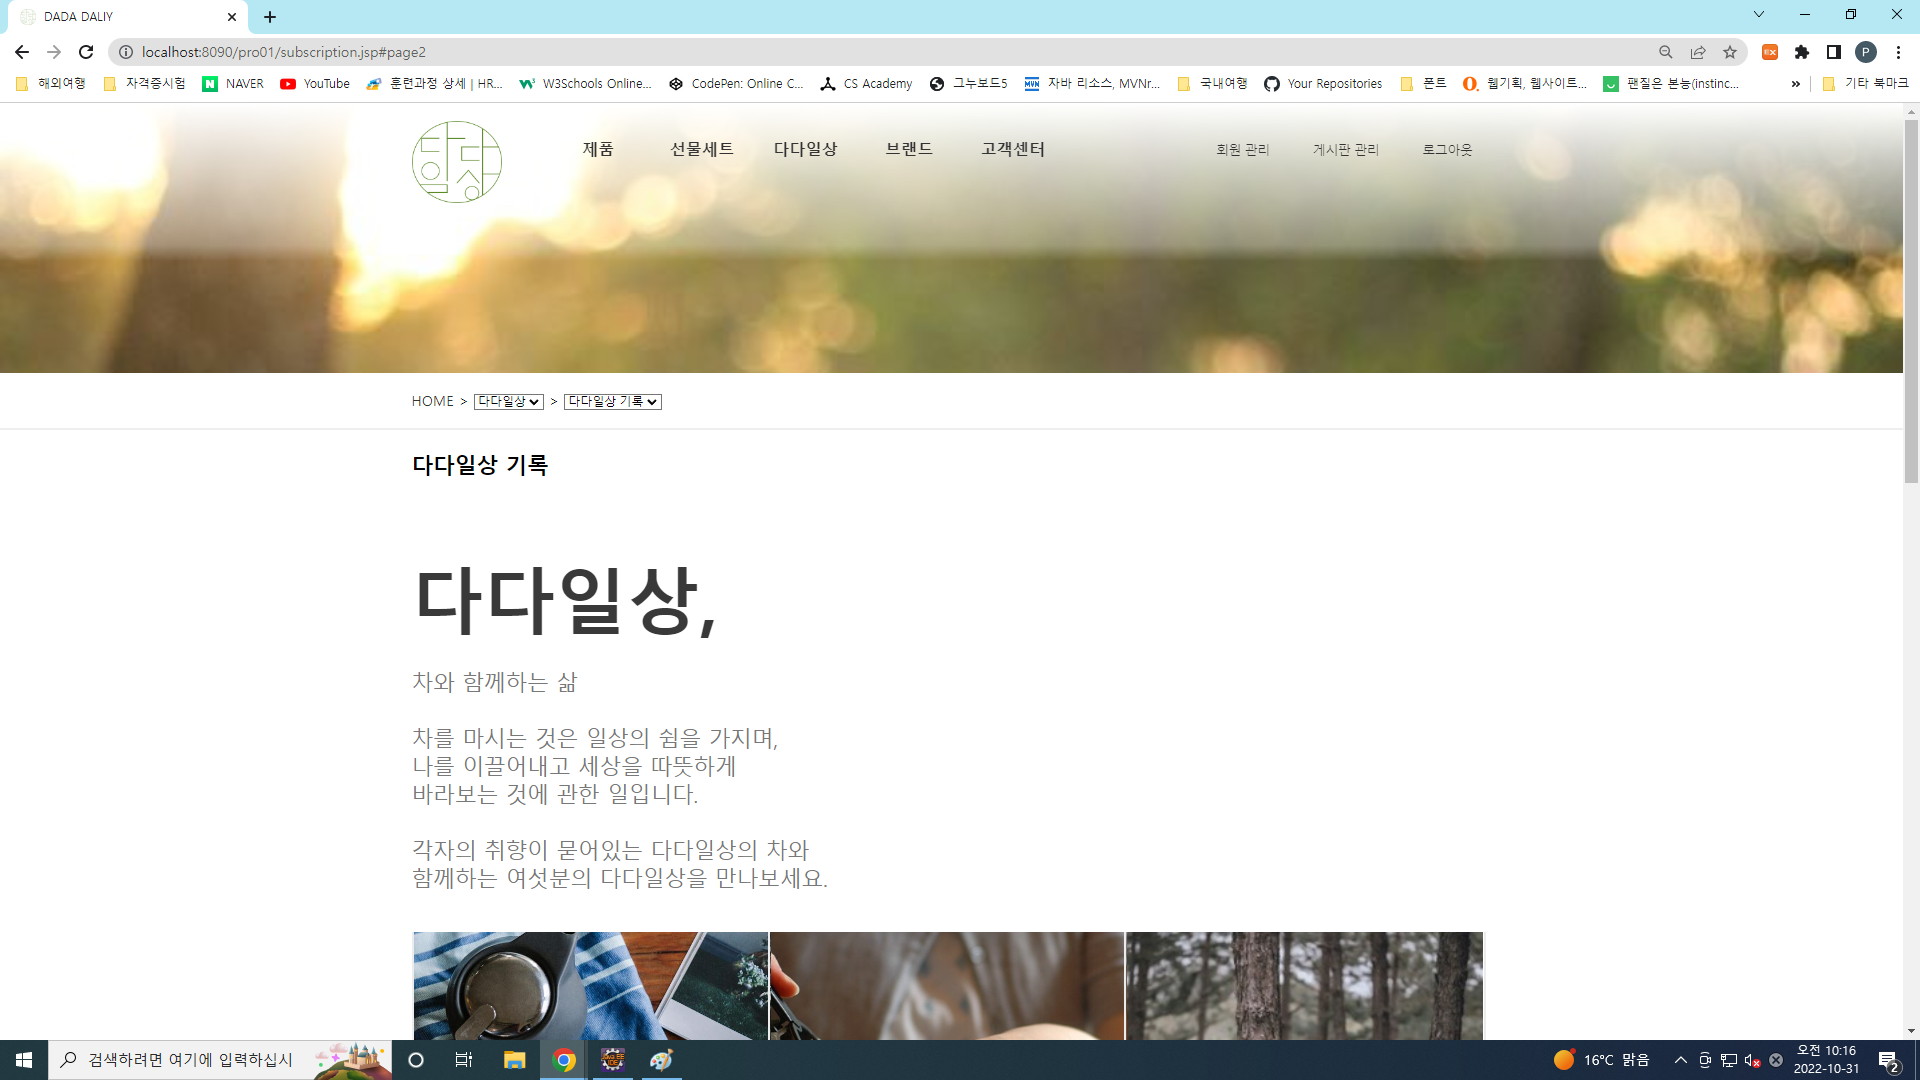 DADA DALIY
localhost:8090/pro01/subscription.jsp#page2
P
해외여행 자격증시험 NAVER YouTube 훈련과정 상세 | HR... W3Schools Online... CodePen: Online C... CS Academy 그누보드5 자바 리소스, MVNr... 국내여행 Your Repositories 폰트 웹기획, 웹사이트... 팬질은 본능(instinc... » 기타 북마크
제품 선물세트 다다일상 브랜드 고객센터 회원 관리 게시판 관리 로그아웃
HOME > 다다일상 > 다다일상 기록
다다일상 기록
다다일상,
차와 함께하는 삶
차를 마시는 것은 일상의 쉼을 가지며,
나를 이끌어내고 세상을 따뜻하게
바라보는 것에 관한 일입니다.
각자의 취향이 묻어있는 다다일상의 차와
함께하는 여섯분의 다다일상을 만나보세요.
검색하려면 여기에 입력하십시 16°C 맑음 오전 10:16
2022-10-31 2